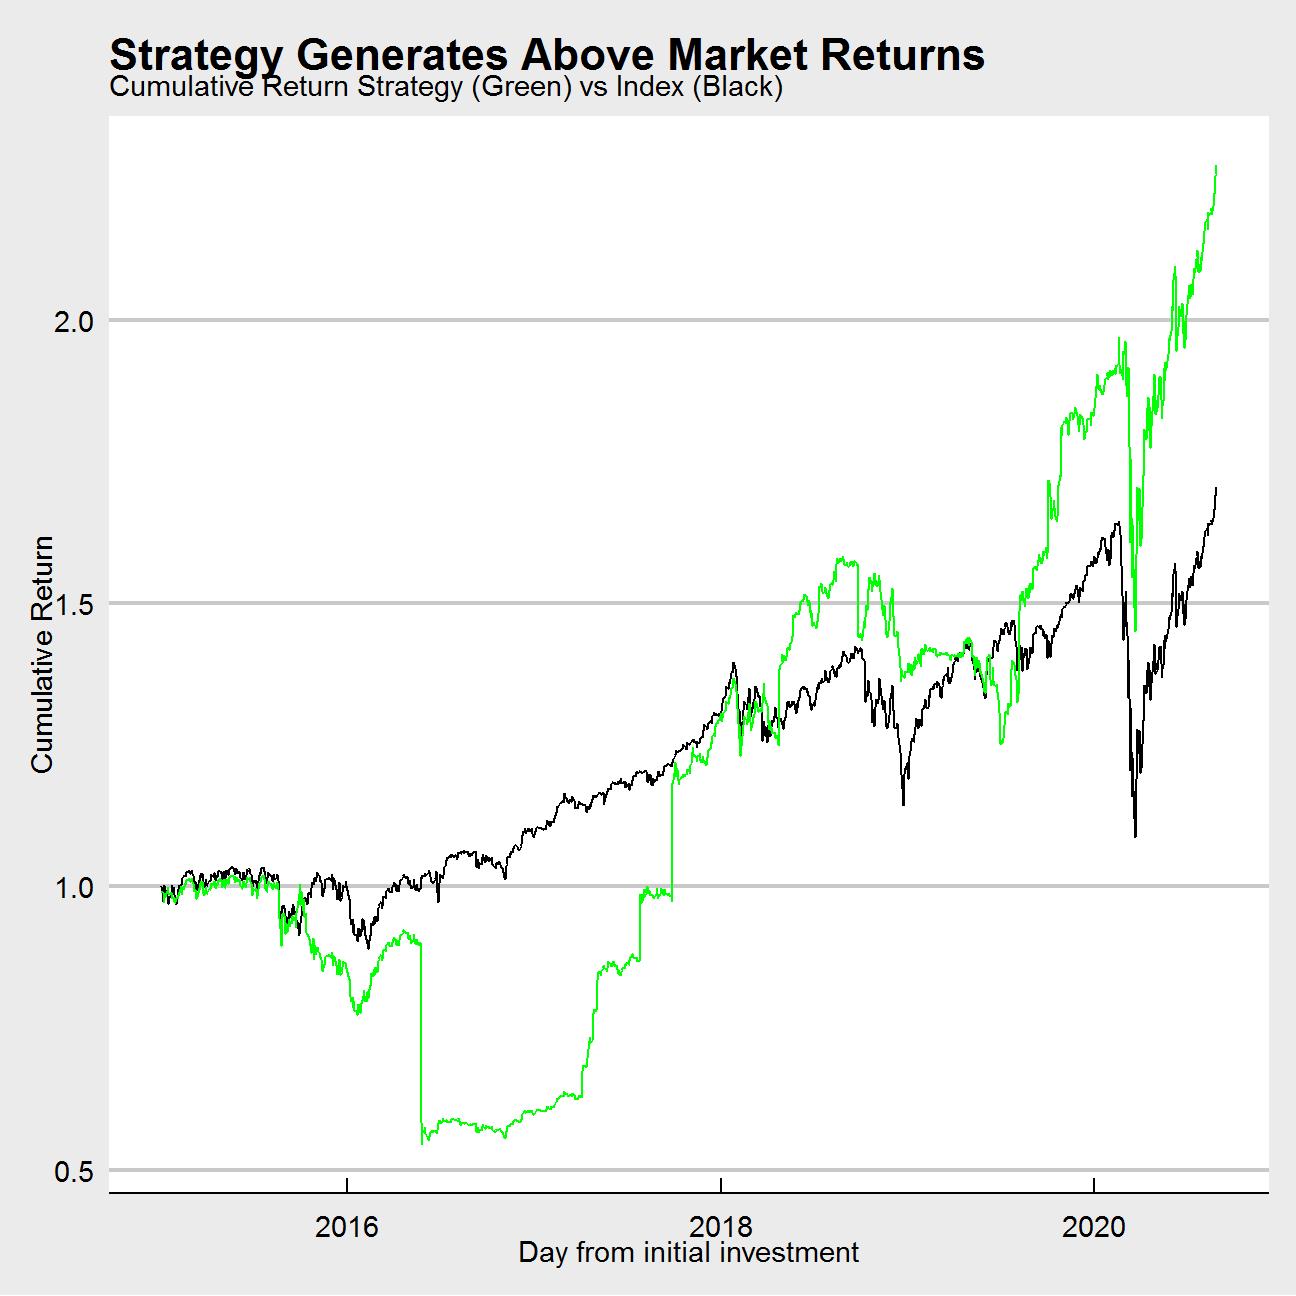 Strategy Generates Above Market Returns
Cumulative Return Strategy (Green) vs Index (Black)
Cumulative Return
2.0
1.5
1.0
0.5
2016
2018
2020
Day from initial investment